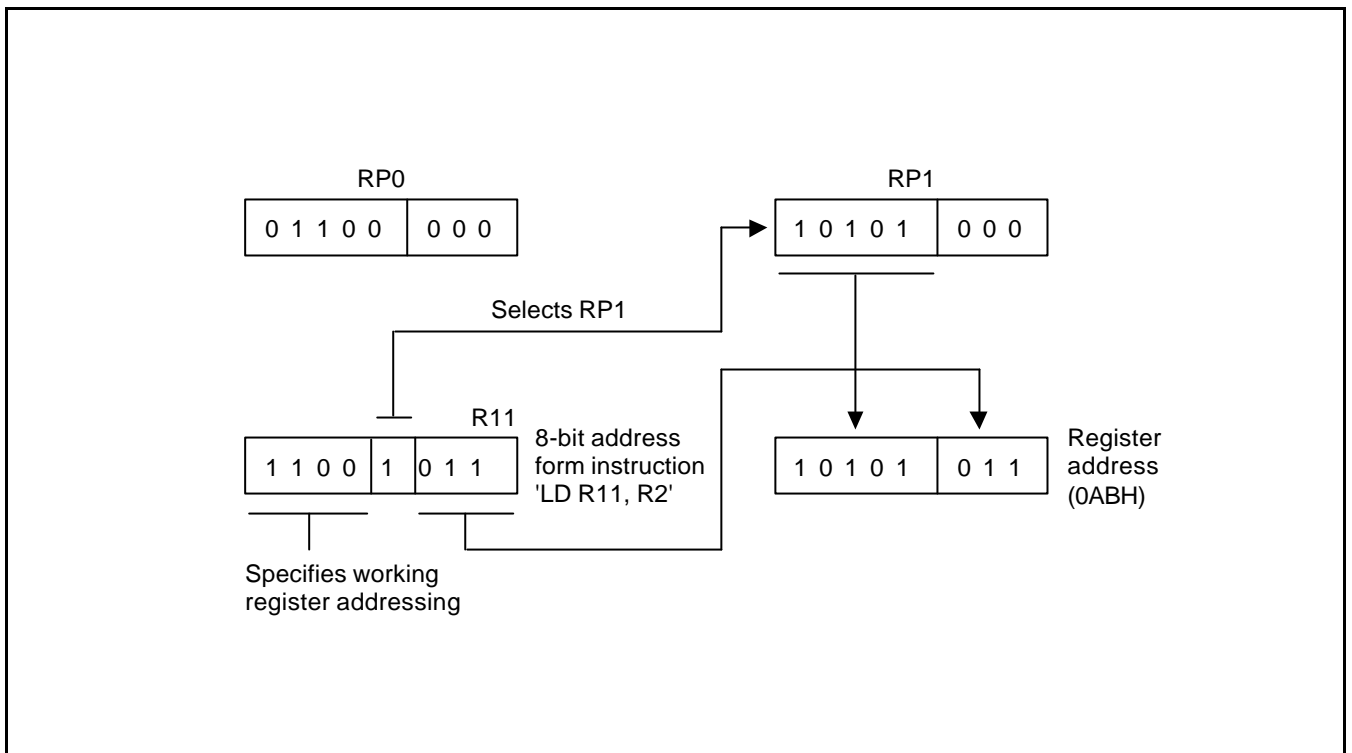 RP0
0 1 1 0 0 0 0 0
RP1
1 0 1 0 1 0 0 0
Selects RP1
R11
1 1 0 0 1 0 1 1
8-bit address
form instruction
'LD R11, R2'
1 0 1 0 1 0 1 1
Register
address
(0ABH)
Specifies working
register addressing